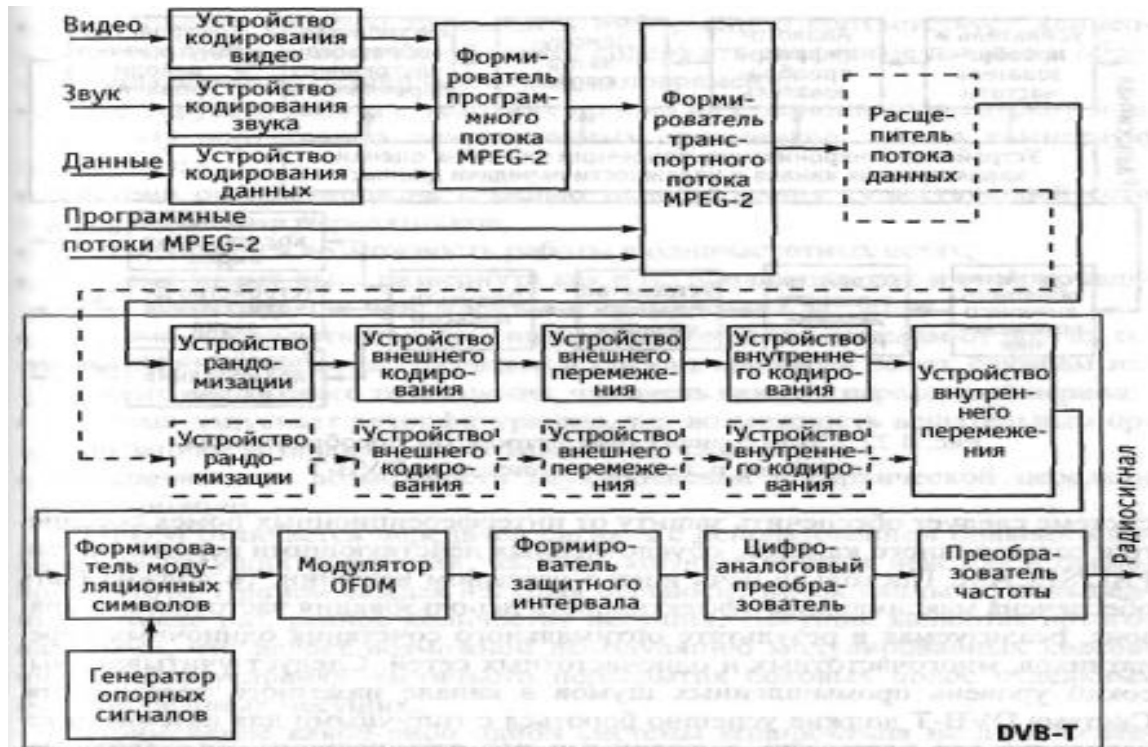 Видео
Устройство
кодирования
видео
Звук
Устройство
кодирования
звука
Данные
Устройство
кодирования
данных
Форми-
рователь
програм-
много
потока
MPEG-2
Программные
потоки MPEG-2
Форми-
рователь
транс-
портного
потока
MPEG-2
Расще-
питель
потока
данных
Устройство
рандо-
мизации
Устройство
внешнего
кодиро-
вания
Устройство
внешнего
перемеже-
ния
Устройство
внутренне-
го кодиро-
вания
Устройство
внутрен-
него
перемеже-
ния
Устройство
рандо-
мизации
Устройство
внешнего
кодиро-
вания
Устройство
внешнего
перемеже-
ния
Устройство
внутренне-
го кодиро-
вания
Формирова-
тель моду-
ляционных
символов
Модулятор
OFDM
Формиро-
ватель
защитного
интервала
Цифро-
аналоговый
преобра-
зователь
Преобра-
зователь
частоты
Радиосигнал
Генератор
опорных
сигналов
DVB-T